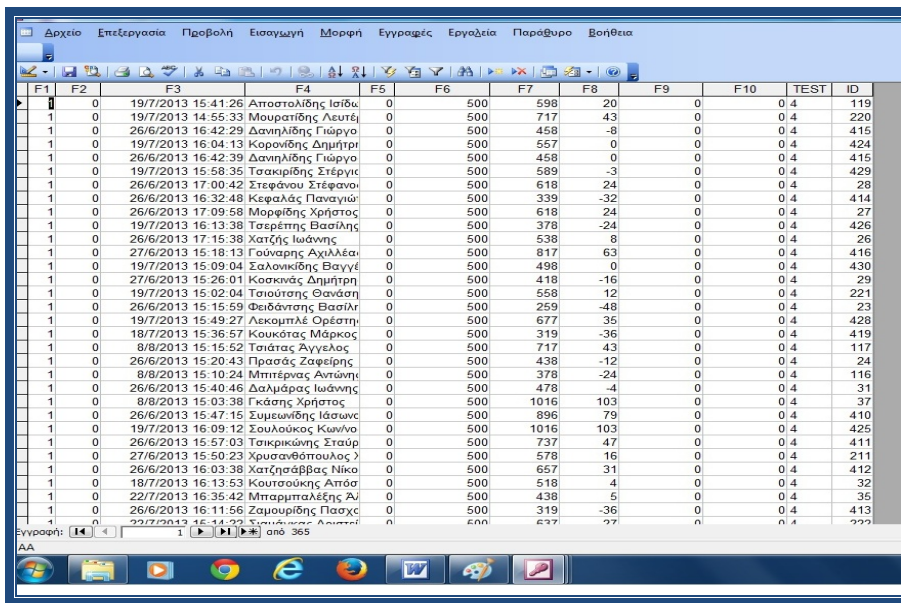 Αρχείο Επεξεργασία Προβολή Εισαγωγή Μορφή Εγγραφές Εργαλεία Παράθυρο Βοήθεια
F1 F2 F3 F4 F5 F6 F7 F8 F9 F10 TEST ID
1 0 19/7/2013 15:41:26 Αποστολίδης Ισίδω 0 500 598 20 0 0 4 119
1 0 19/7/2013 14:55:33 Μουρατίδης Λευτέρ 0 500 717 43 0 0 4 220
1 0 26/6/2013 16:42:29 Δανιηλίδης Γιώργο 0 500 458 -8 0 0 4 415
1 0 19/7/2013 16:04:13 Κορονίδης Δημήτρη 0 500 557 0 0 0 4 424
1 0 26/6/2013 16:42:39 Δανιηλίδης Γιώργο 0 500 458 0 0 0 4 415
1 0 19/7/2013 15:58:35 Τσακιρίδης Στέργιο 0 500 589 -3 0 0 4 429
1 0 26/6/2013 17:00:42 Στεφάνου Στέφανο 0 500 618 24 0 0 4 28
1 0 26/6/2013 16:32:48 Κεφαλάς Παναγιώτ 0 500 339 -32 0 0 4 414
1 0 26/6/2013 17:09:58 Μορφίδης Χρήστος 0 500 618 24 0 0 4 27
1 0 19/7/2013 16:13:38 Τσερέπης Βασίλης 0 500 378 -24 0 0 4 426
1 0 26/6/2013 17:15:38 Χατζής Ιωάννης 0 500 538 8 0 0 4 26
1 0 27/6/2013 15:18:13 Γούναρης Αχιλλέα 0 500 817 63 0 0 4 416
1 0 19/7/2013 15:09:04 Σαλονικίδης Βαγγέ 0 500 498 0 0 0 4 430
1 0 27/6/2013 15:26:01 Κοσκινάς Δημήτρη 0 500 418 -16 0 0 4 29
1 0 19/7/2013 15:02:04 Τσιούτσης Θανάση 0 500 558 12 0 0 4 221
1 0 26/6/2013 15:15:59 Φειδάντσης Βασίλη 0 500 259 -48 0 0 4 23
1 0 19/7/2013 15:49:27 Λεκομπλέ Ορέστη 0 500 677 35 0 0 4 428
1 0 18/7/2013 15:36:57 Κουκότας Μάρκος 0 500 319 -36 0 0 4 419
1 0 8/8/2013 15:15:52 Τσιάτας Άγγελος 0 500 717 43 0 0 4 117
1 0 26/6/2013 15:20:43 Πρασάς Ζαφείρης 0 500 438 -12 0 0 4 24
1 0 8/8/2013 15:10:24 Μπιτέρνας Αντώνη 0 500 378 -24 0 0 4 116
1 0 26/6/2013 15:40:46 Δαλμάρας Ιωάννης 0 500 478 -4 0 0 4 31
1 0 8/8/2013 15:03:38 Γκάσης Χρήστος 0 500 1016 103 0 0 4 37
1 0 26/6/2013 15:47:15 Συμεωνίδης Ιάσωνα 0 500 896 79 0 0 4 410
1 0 19/7/2013 16:09:12 Σουλούκος Κων/νο 0 500 1016 103 0 0 4 425
1 0 26/6/2013 15:57:03 Τσικρικώνης Σταύρ 0 500 737 47 0 0 4 411
1 0 27/6/2013 15:50:23 Χρυσανθόπουλος Χ 0 500 578 16 0 0 4 211
1 0 26/6/2013 16:03:38 Χατζησάββας Νίκο 0 500 657 31 0 0 4 412
1 0 18/7/2013 16:13:53 Κουτσούκης Απόσ 0 500 518 4 0 0 4 32
1 0 22/7/2013 16:35:42 Μπαρμπαλέξης Άλ 0 500 438 5 0 0 4 35
1 0 26/6/2013 16:11:56 Ζαμουρίδης Πασχο 0 500 319 -36 0 0 4 413
1 0 22/7/2013 15:14:22 0 500 637 27 0 0 4 222
Εγγραφή: 1 από 365
AA